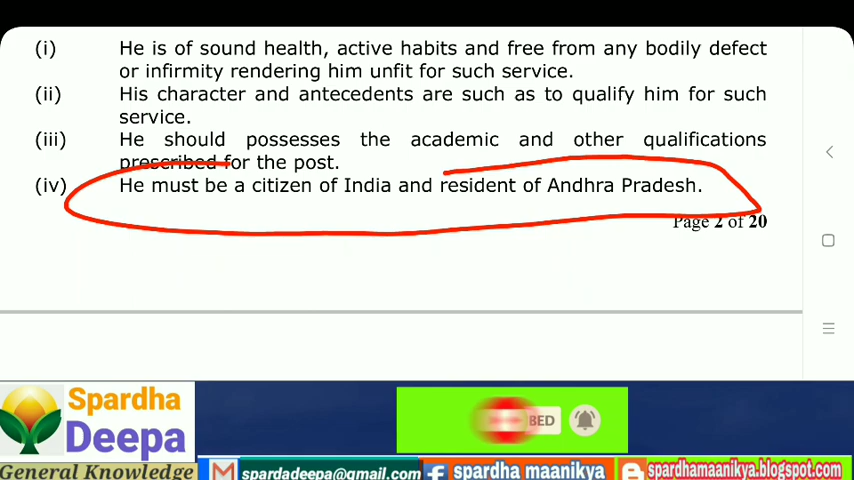 (i) He is of sound health, active habits and free from any bodily defect
or infirmity rendering him unfit for such service.
(ii) His character and antecedents are such as to qualify him for such
service.
(iii) He should possesses the academic and other qualifications
prescribed for the post.
(iv) He must be a citizen of India and resident of Andhra Pradesh.
Page 2 of 20
Spardha
Deepa
General Knowledge
BED
spardadeepa@gmail.com
spardha maanikya
spardhamaanikya.blogspot.com